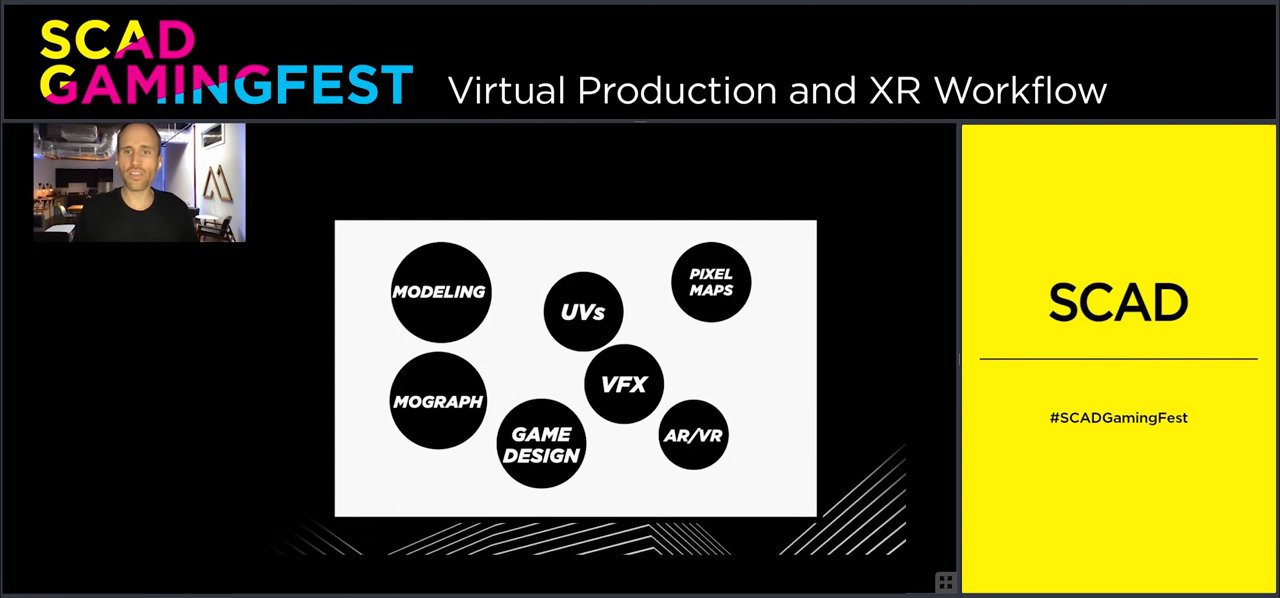 SCAD
GAMINGFEST
Virtual Production and XR Workflow
MODELING
UVs
PIXEL
MAPS
MOGRAPH
VFX
GAME
DESIGN
AR/VR
SCAD
#SCADGamingFest